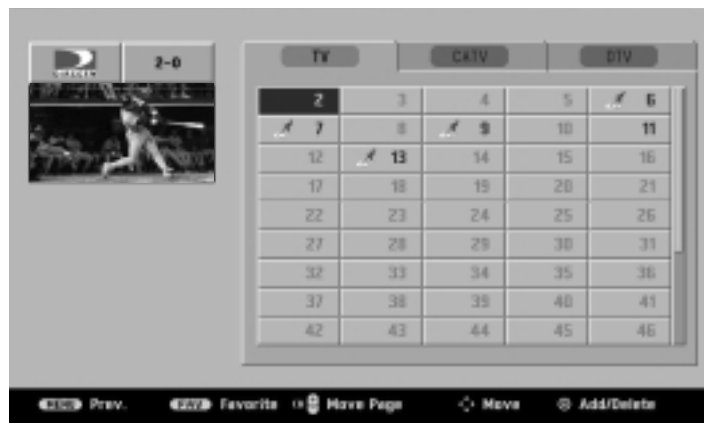 2-0
TV CATV DTV
2 3 4 5 6
7 8 9 10 11
12 13 14 15 16
17 18 19 20 21
22 23 24 25 26
27 28 29 30 31
32 33 34 35 36
37 38 39 40 41
42 43 44 45 46
MENU Prev. FAV Favorite CH Move Page Move Add/Delete